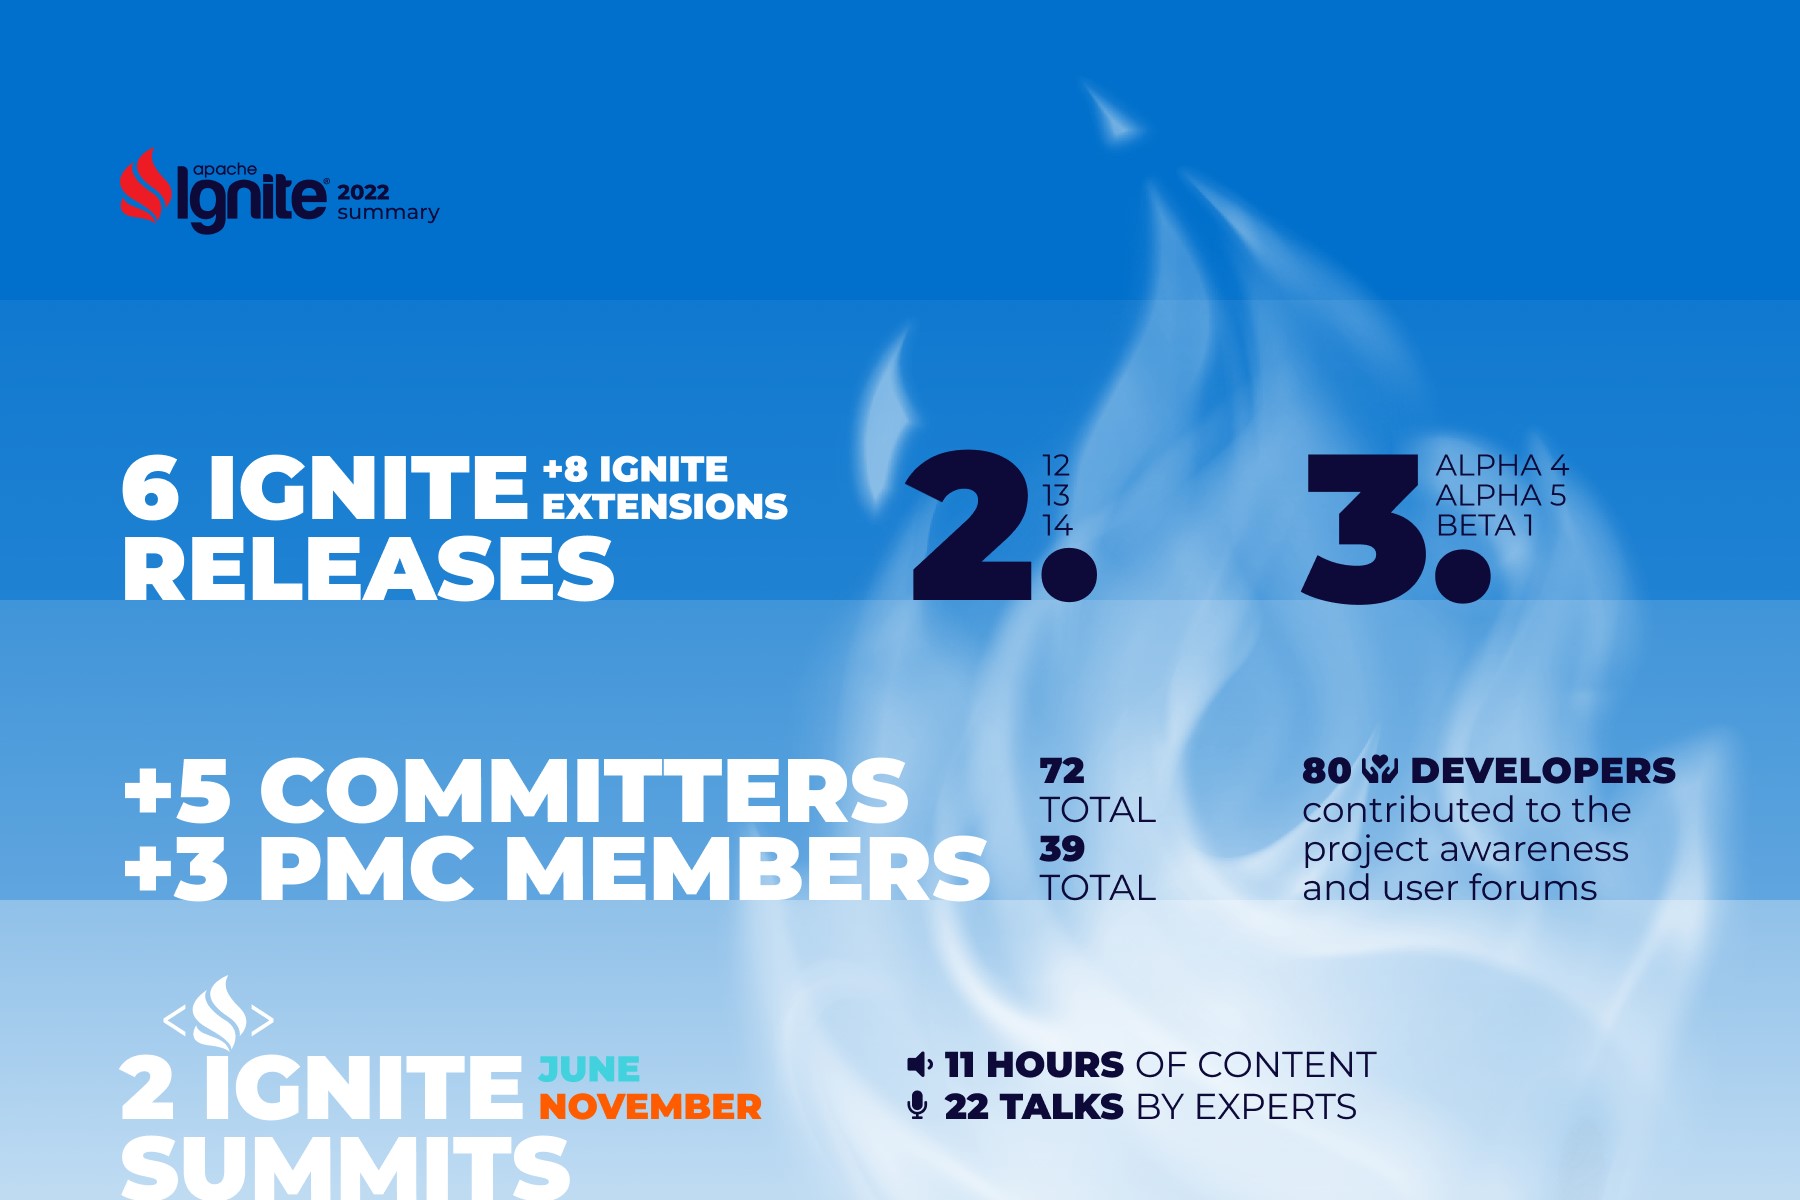 apache
Ignite® 2022
summary
6 IGNITE +8 IGNITE
EXTENSIONS
RELEASES
2.
12
13
14
3.
ALPHA 4
ALPHA 5
BETA 1
+5 COMMITTERS
+3 PMC MEMBERS
72
TOTAL
39
TOTAL
80 DEVELOPERS
contributed to the
project awareness
and user forums
2 IGNITE
SUMMITS
JUNE
NOVEMBER
11 HOURS OF CONTENT
22 TALKS BY EXPERTS